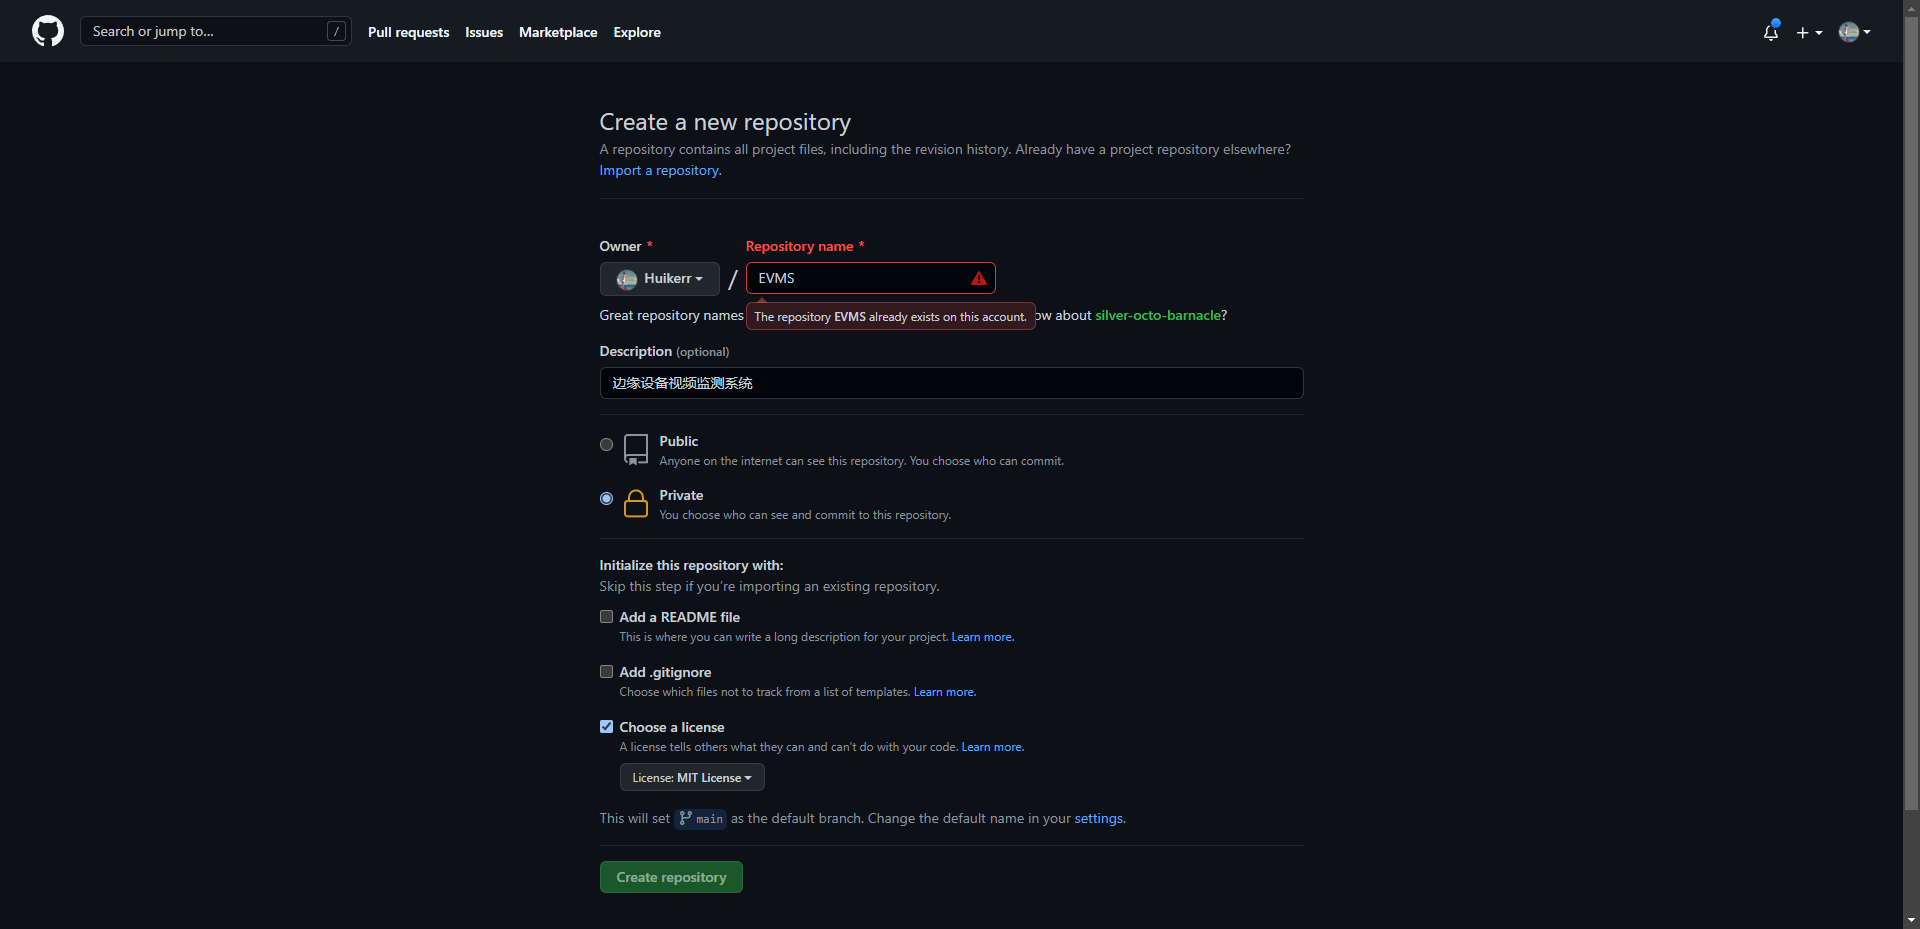 Search or jump to... /
Pull requests Issues Marketplace Explore
Create a new repository
A repository contains all project files, including the revision history. Already have a project repository elsewhere?
Import a repository.
Owner * Repository name *
Huikerr / EVMS
Great repository names ow about silver-octo-barnacle?
The repository EVMS already exists on this account.
Description (optional)
边缘设备视频监测系统
Public
Anyone on the internet can see this repository. You choose who can commit.
Private
You choose who can see and commit to this repository.
Initialize this repository with:
Skip this step if you're importing an existing repository.
Add a README file
This is where you can write a long description for your project. Learn more.
Add .gitignore
Choose which files not to track from a list of templates. Learn more.
Choose a license
A license tells others what they can and can't do with your code. Learn more.
License: MIT License
This will set main as the default branch. Change the default name in your settings.
Create repository